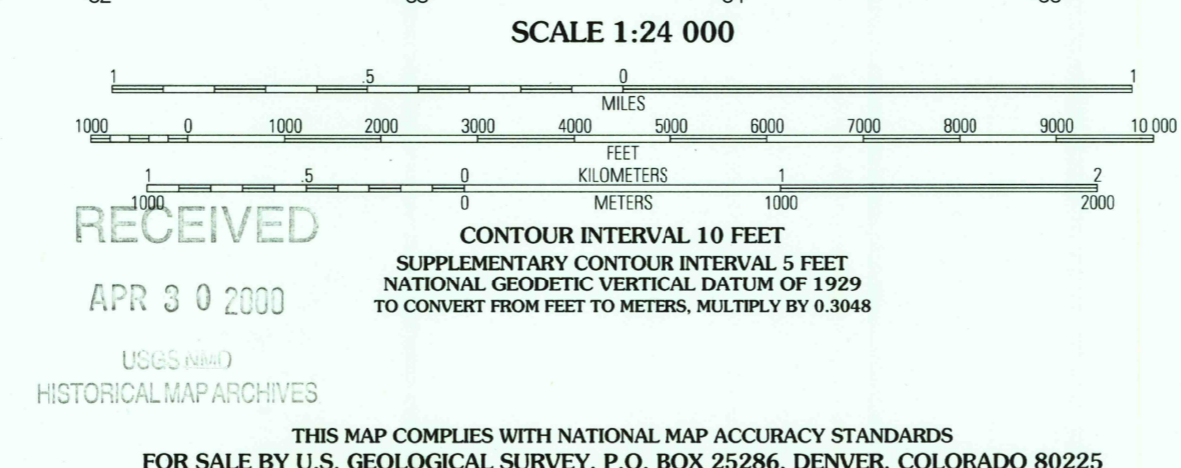 SCALE 1:24 000
1 .5 0 1
MILES
1000 0 1000 2000 3000 4000 5000 6000 7000 8000 9000 10 000
FEET
1 .5 0 KILOMETERS 1 2
1000 0 METERS 1000 2000
RECEIVED
CONTOUR INTERVAL 10 FEET
SUPPLEMENTARY CONTOUR INTERVAL 5 FEET
NATIONAL GEODETIC VERTICAL DATUM OF 1929
TO CONVERT FROM FEET TO METERS, MULTIPLY BY 0.3048
APR 3 0 2000
USGS NMD
HISTORICAL MAP ARCHIVES
THIS MAP COMPLIES WITH NATIONAL MAP ACCURACY STANDARDS
FOR SALE BY U.S. GEOLOGICAL SURVEY, P.O. BOX 25286, DENVER, COLORADO 80225